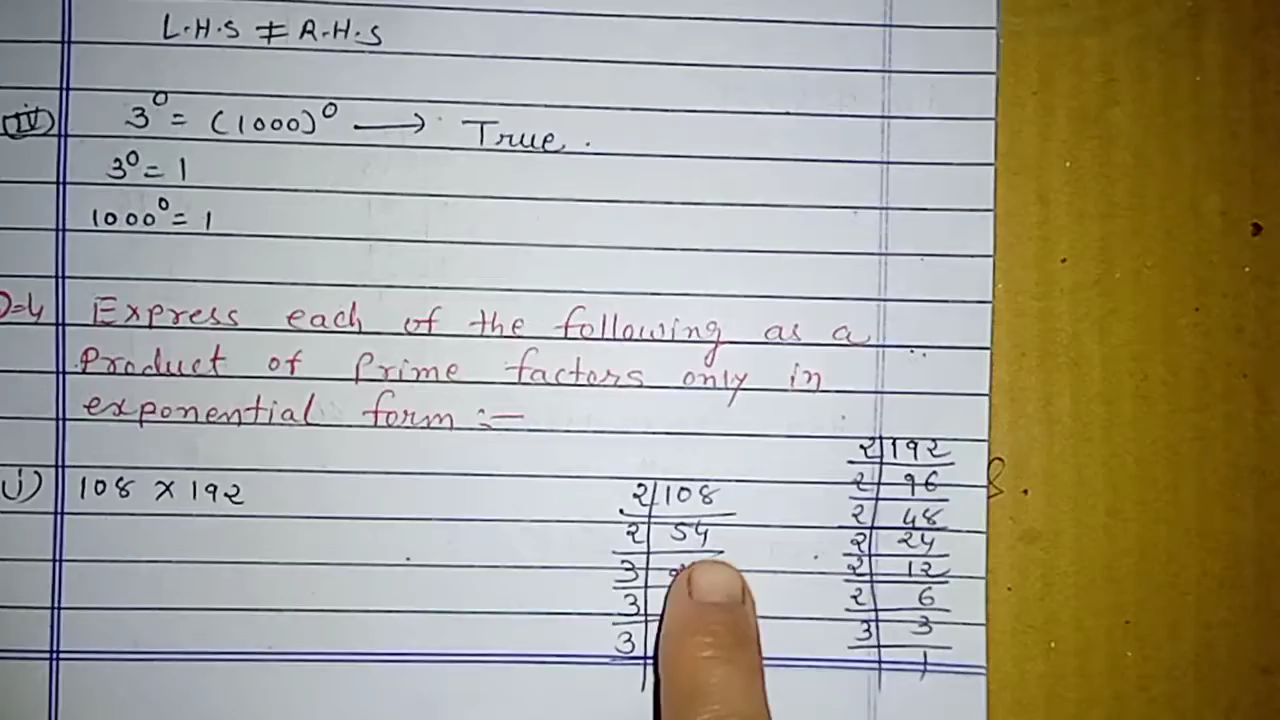 L.H.S ≠ R.H.S
(iv) 3⁰ = (1000)⁰ ⟶ True.
3⁰ = 1
1000⁰ = 1
Express each of the following as a
Product of Prime factors only in
exponential form :-
(i) 108 × 192
2 | 108
2 | 54
3
3
3
2 | 192
2 | 96
2 | 48
2 | 24
2 | 12
2 | 6
3 | 3
1